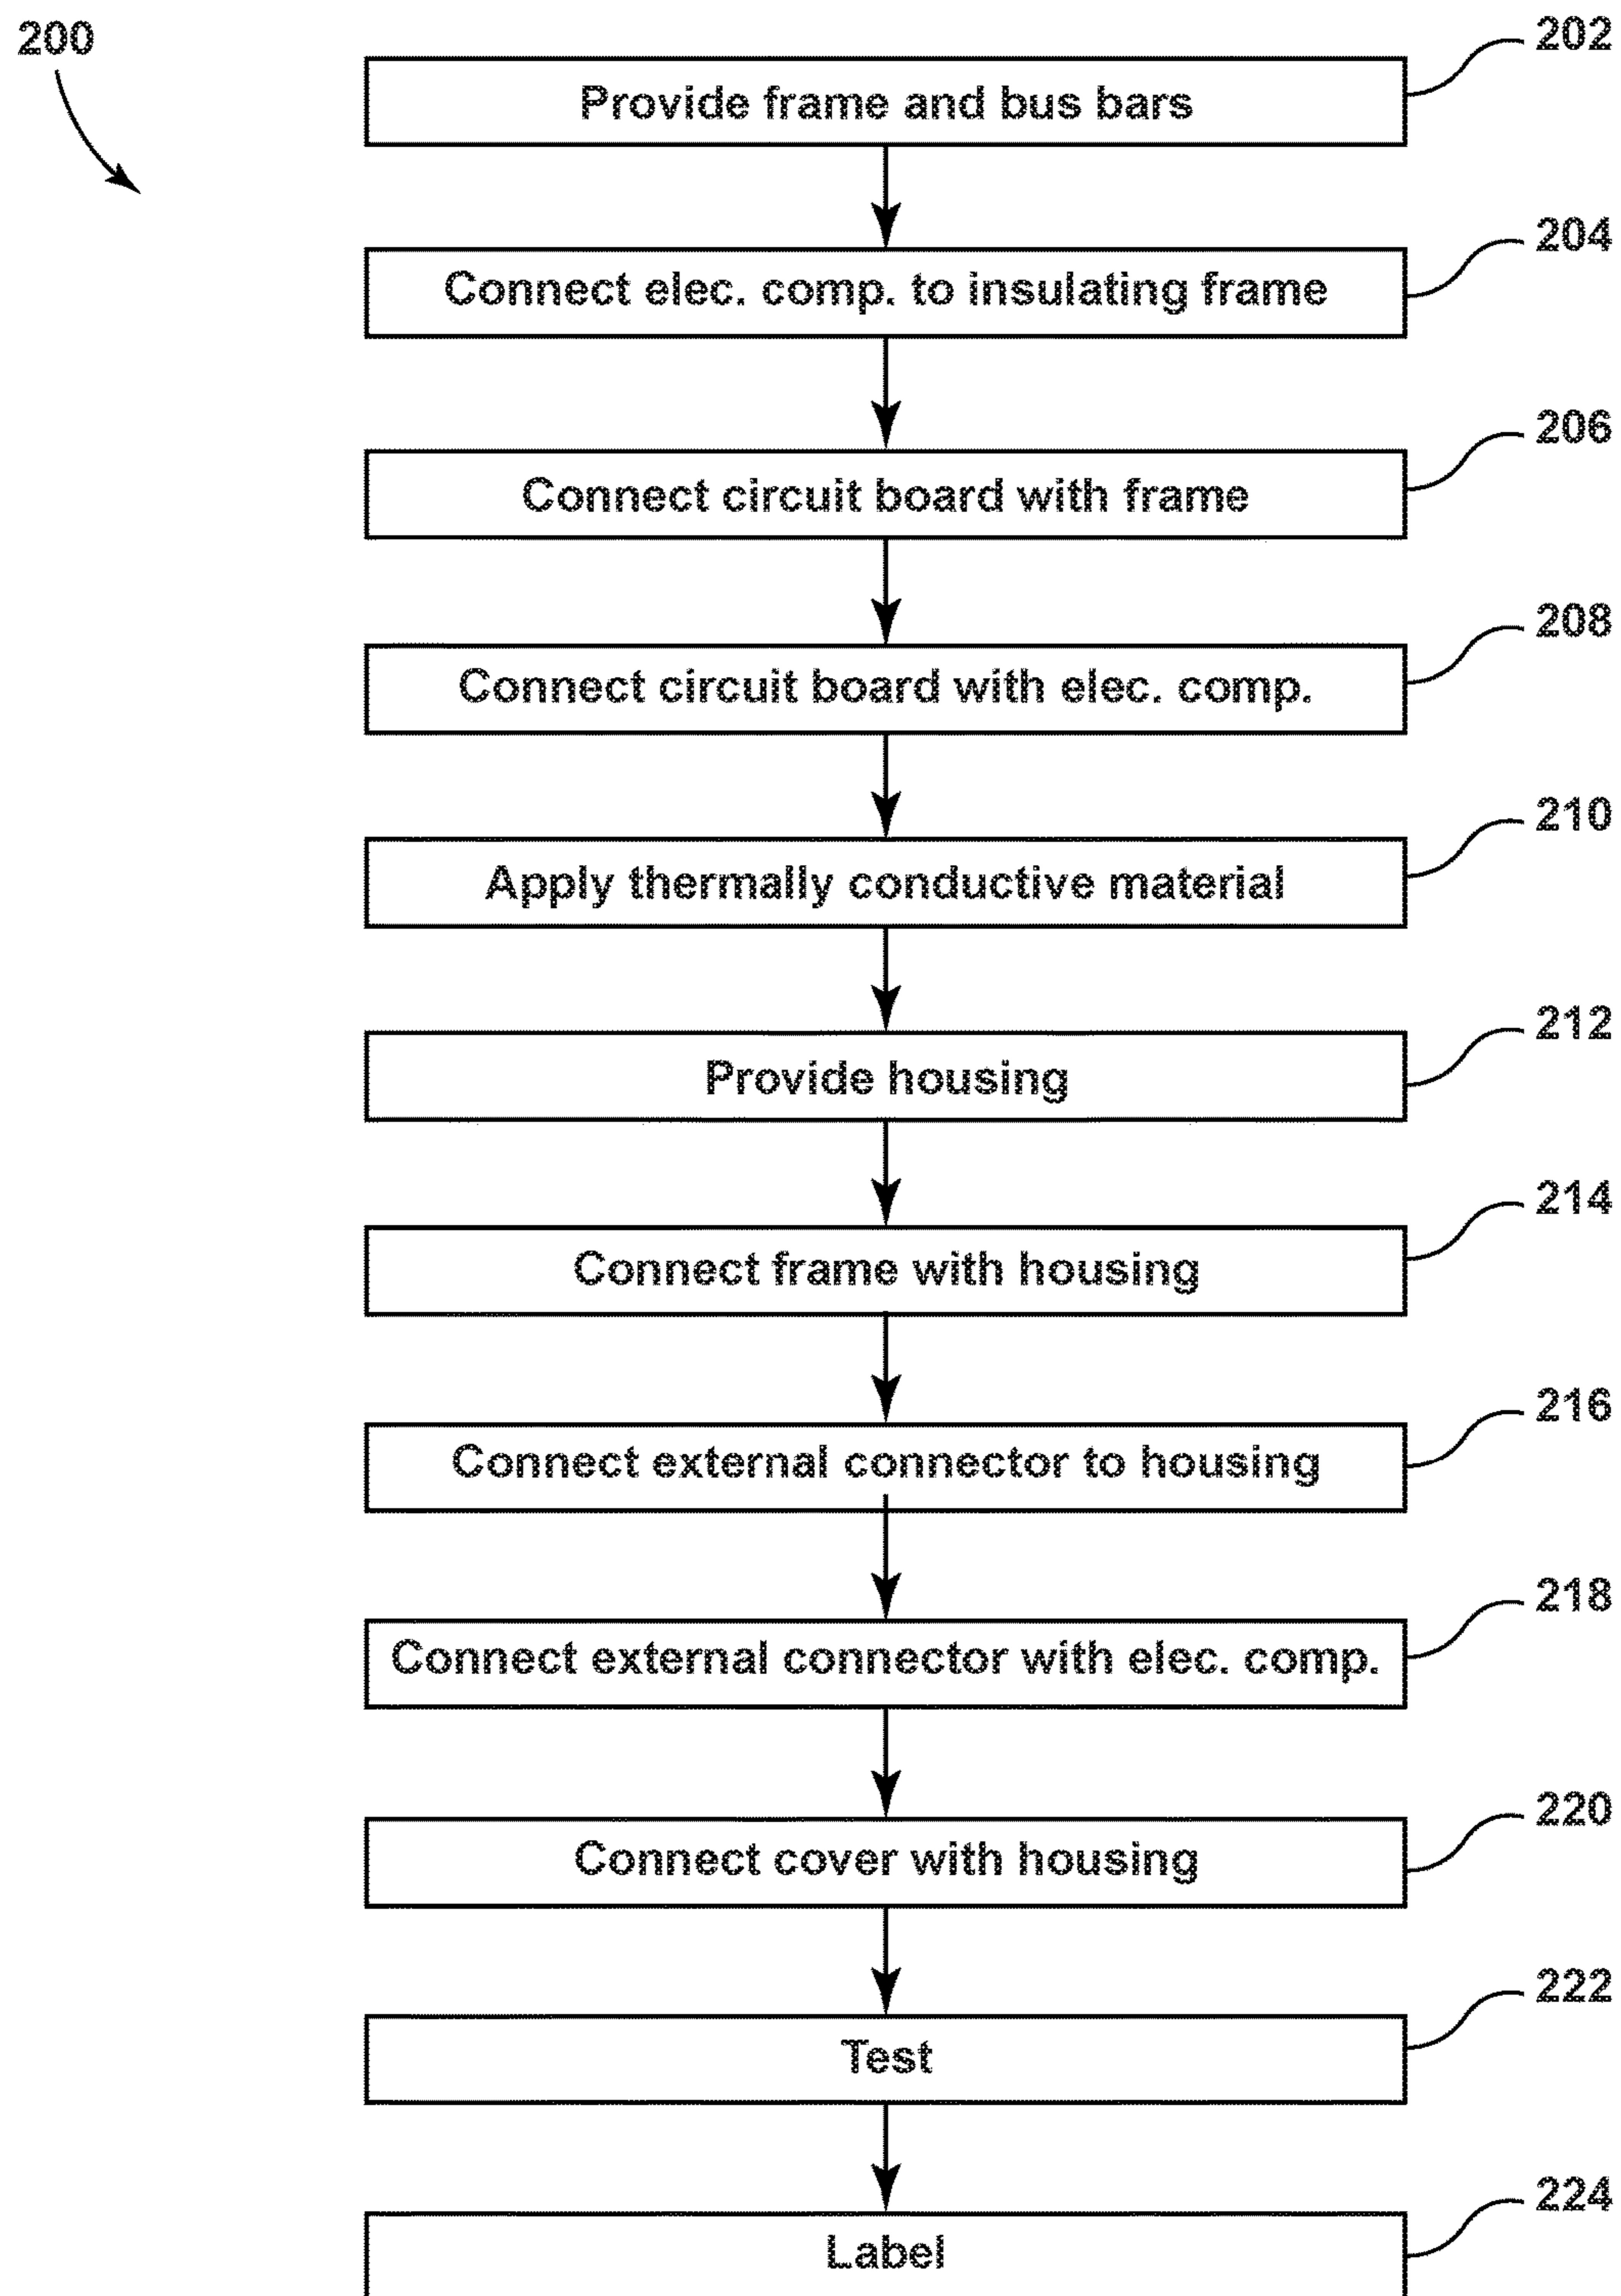 200
202
Provide frame and bus bars
204
Connect elec. comp. to insulating frame
206
Connect circuit board with frame
208
Connect circuit board with elec. comp.
210
Apply thermally conductive material
212
Provide housing
214
Connect frame with housing
216
Connect external connector to housing
218
Connect external connector with elec. comp.
220
Connect cover with housing
222
Test
224
Label